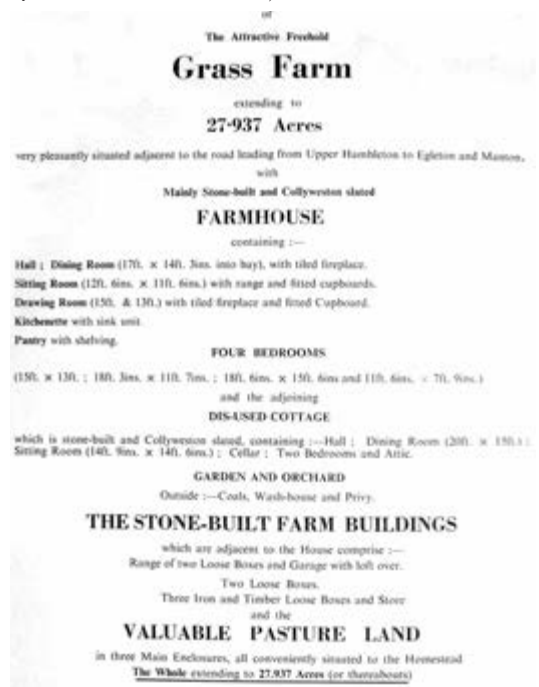 of
The Attractive Freehold
Grass Farm
extending to
27·937 Acres
very pleasantly situated adjacent to the road leading from Upper Hambleton to Egleton and Manton,
with
Mainly Stone-built and Collyweston slated
FARMHOUSE
containing :—
Hall ; Dining Room (17ft. × 14ft. 3ins. into bay), with tiled fireplace.
Sitting Room (12ft. 6ins. × 11ft. 6ins.) with range and fitted cupboards.
Drawing Room (15ft. & 13ft.) with tiled fireplace and fitted Cupboard.
Kitchenette with sink unit.
Pantry with shelving.
FOUR BEDROOMS
(15ft. × 13ft. ; 18ft. 3ins. × 11ft. 7ins. ; 18ft. 6ins. × 15ft. 6ins and 11ft. 6ins. × 7ft. 9ins.)
and the adjoining
DIS-USED COTTAGE
which is stone-built and Collyweston slated, containing :—Hall ; Dining Room (20ft. × 15ft.) ;
Sitting Room (14ft. 9ins. × 14ft. 6ins.) ; Cellar ; Two Bedrooms and Attic.
GARDEN AND ORCHARD
Outside :—Coals, Wash-house and Privy.
THE STONE-BUILT FARM BUILDINGS
which are adjacent to the House comprise :—
Range of two Loose Boxes and Garage with loft over.
Two Loose Boxes.
Three Iron and Timber Loose Boxes and Store
and the
VALUABLE PASTURE LAND
in three Main Enclosures, all conveniently situated to the Homestead
The Whole extending to 27.937 Acres (or thereabouts)